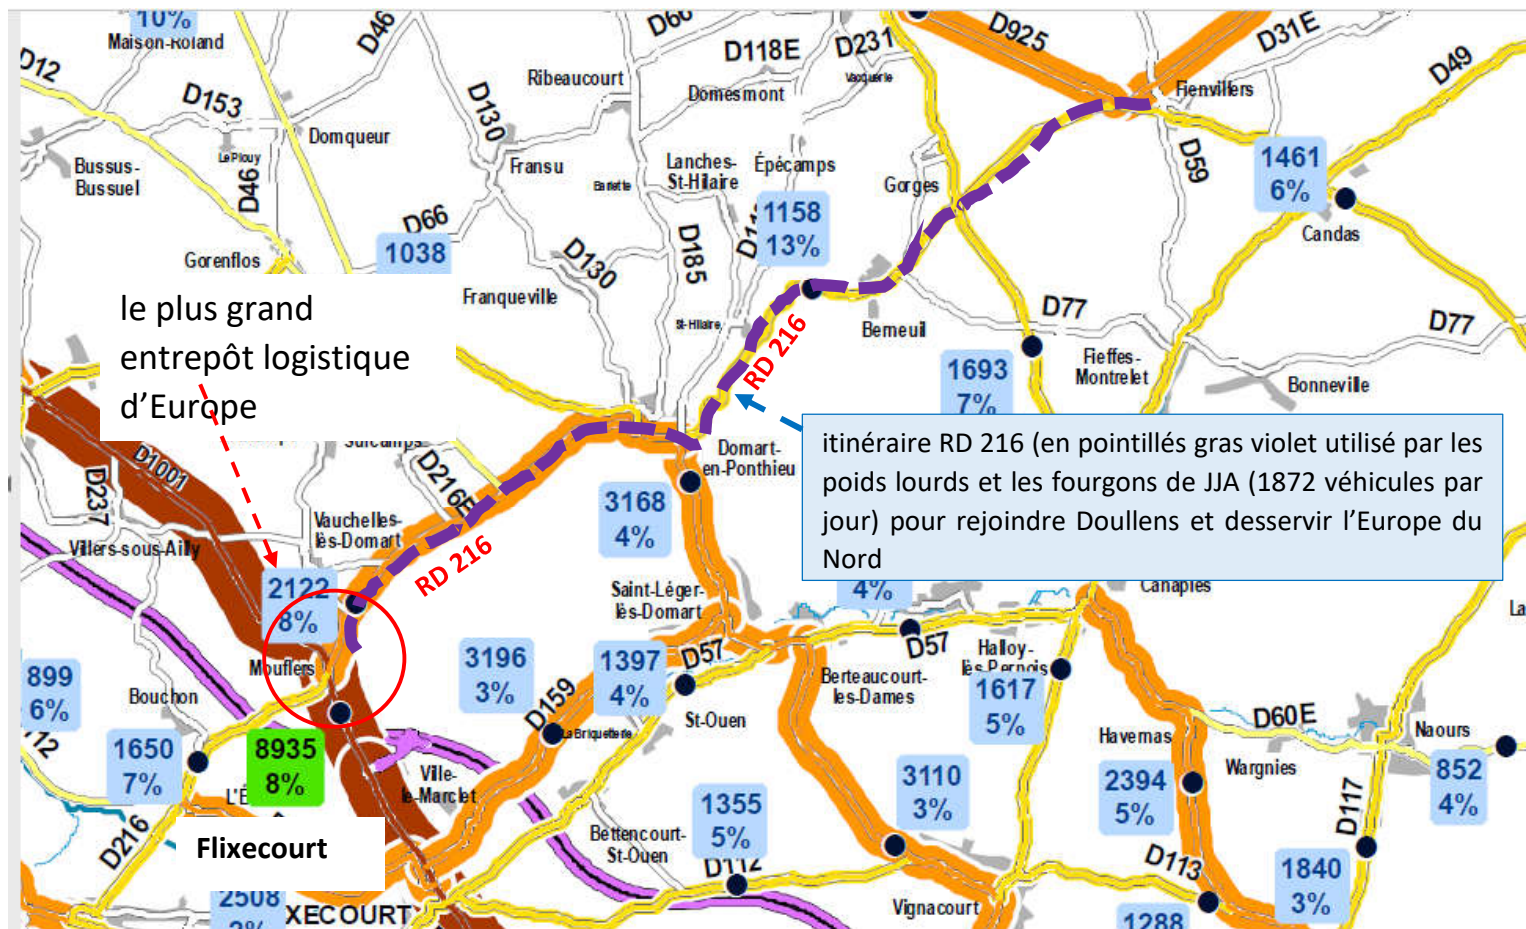 10%
Maison-Roland
D46
D66
D118E
D231
D925
D31E
D49
D12
D153
Domqueur
D130
Ribeaucourt
Domesmont
Vacquerie
Fienvillers
Le Plouy
Bussus-
Bussuel
D46
Fransu
Barlette
Lanches-
St-Hilaire
Épécamps
Gorges
D59
1461
6%
Candas
D66
1038
Gorenflos
D130
D185
1158
13%
Franqueville
St-Hilaire
Berneuil
D77
D77
le plus grand
entrepôt logistique
d’Europe
RD 216
1693
7%
Fieffes-
Montrelet
Bonneville
itinéraire RD 216 (en pointillés gras violet utilisé par les
poids lourds et les fourgons de JJA (1872 véhicules par
jour) pour rejoindre Doullens et desservir l’Europe du
Nord
D1001
D237
D216E
Domart-
en-Ponthieu
3168
4%
Vauchelles-
lès-Domart
Villers-sous-Ailly
RD 216
2122
8%
Saint-Léger-
lès-Domart
4%
Canaples
La
Mouflers
899
6%
Bouchon
3196
3%
1397
4%
D57
D57
Halloy-
lès-Pernois
Berteaucourt-
les-Dames
1617
5%
D159
La Briqueterie
St-Ouen
D60E
Naours
Havernas
Wargnies
1650
7%
8935
8%
Ville-
le-Marclet
3110
3%
2394
5%
852
4%
D117
D216
Flixecourt
1355
5%
Bettencourt-
St-Ouen
D112
D113
1840
3%
2508
XECOURT
Vignacourt
1288